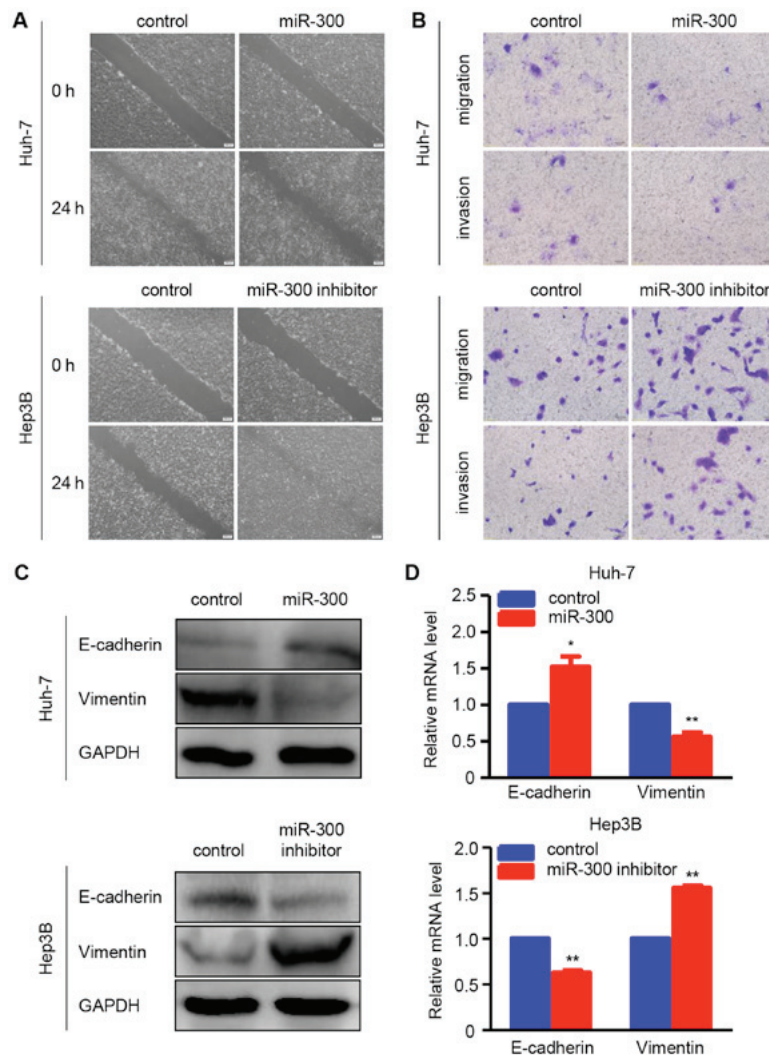 A
control
miR-300
Huh-7
0 h
24 h
control
miR-300 inhibitor
Hep3B
0 h
24 h
B
control
miR-300
Huh-7
migration
invasion
control
miR-300 inhibitor
Hep3B
migration
invasion
C
control
miR-300
Huh-7
E-cadherin
Vimentin
GAPDH
control
miR-300
inhibitor
Hep3B
E-cadherin
Vimentin
GAPDH
D
Huh-7
control
miR-300
Relative mRNA level
2.5
2.0
1.5
1.0
0.5
0
*
**
E-cadherin
Vimentin
Hep3B
control
miR-300 inhibitor
Relative mRNA level
2.0
1.5
1.0
0.5
0
**
**
E-cadherin
Vimentin